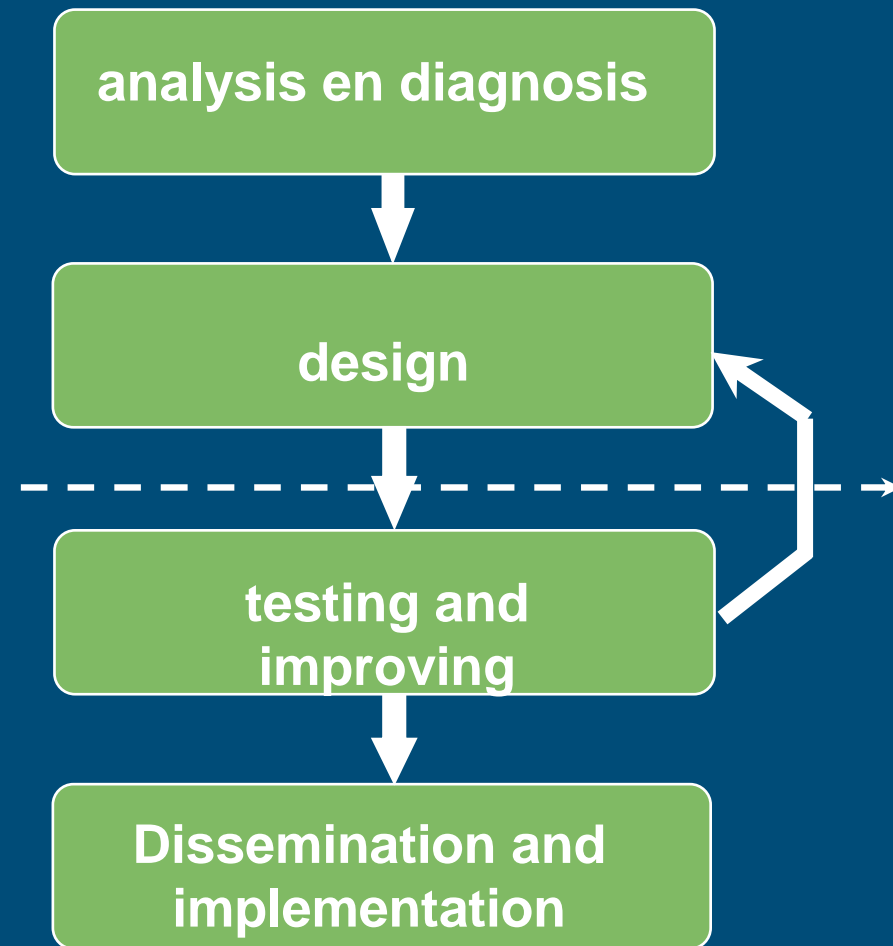 analysis en diagnosis
design
testing and
improving
Dissemination and
implementation